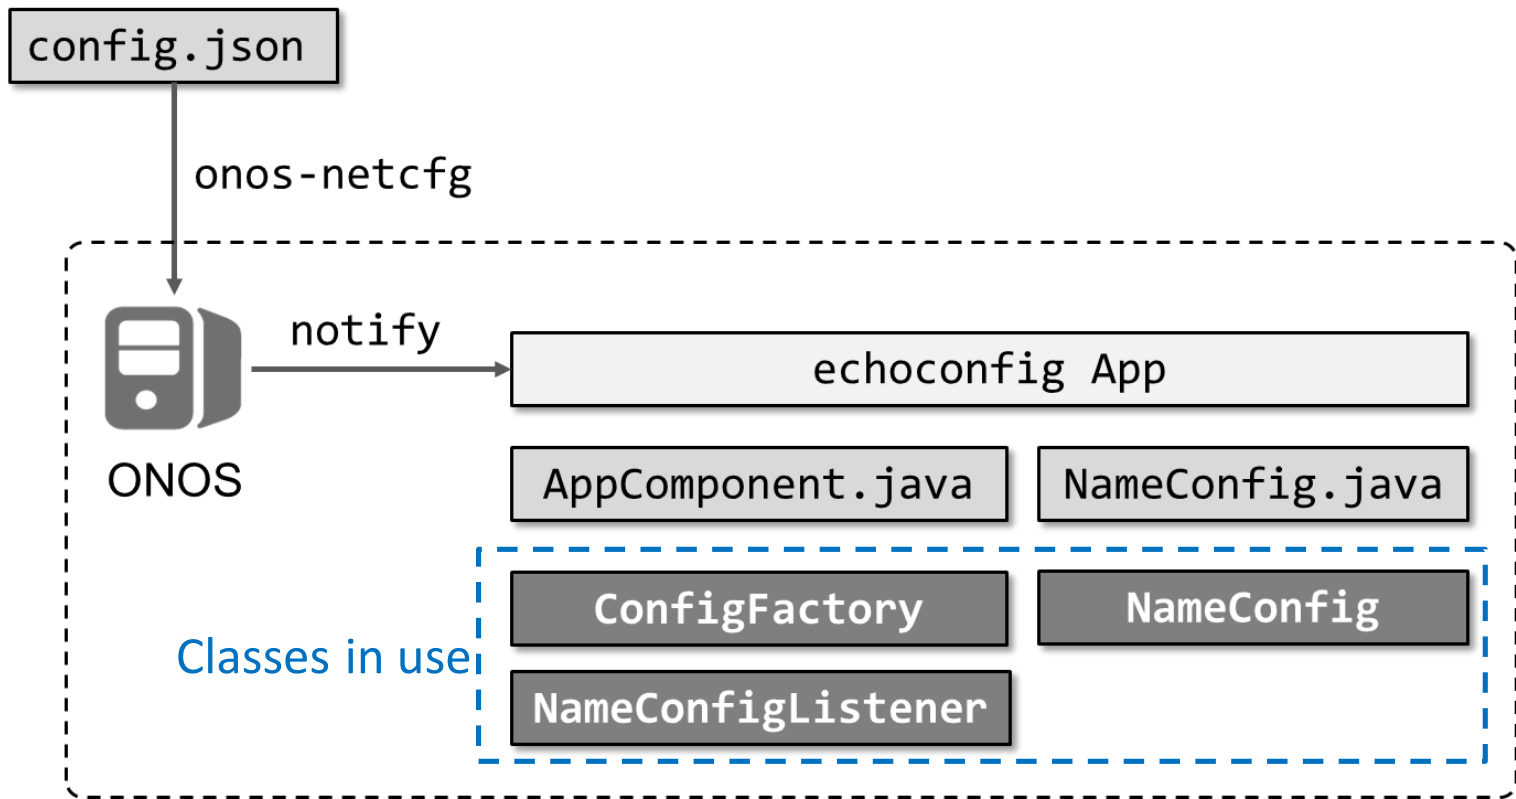 config.json
onos-netcfg
notify
echoconfig App
ONOS
AppComponent.java
NameConfig.java
ConfigFactory
NameConfig
Classes in use
NameConfigListener